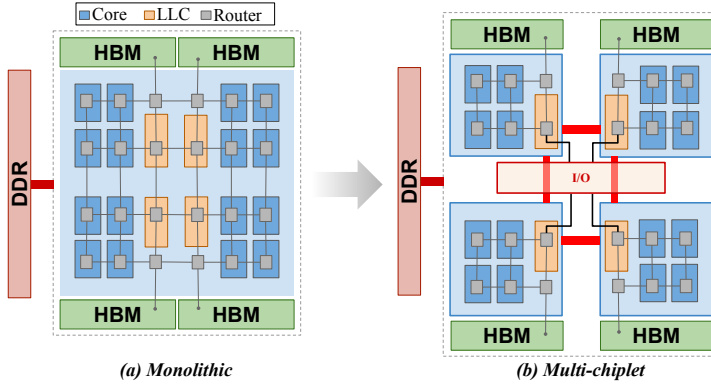 Core LLC Router
HBM HBM HBM HBM
DDR DDR
I/O
HBM HBM HBM HBM
(a) Monolithic (b) Multi-chiplet